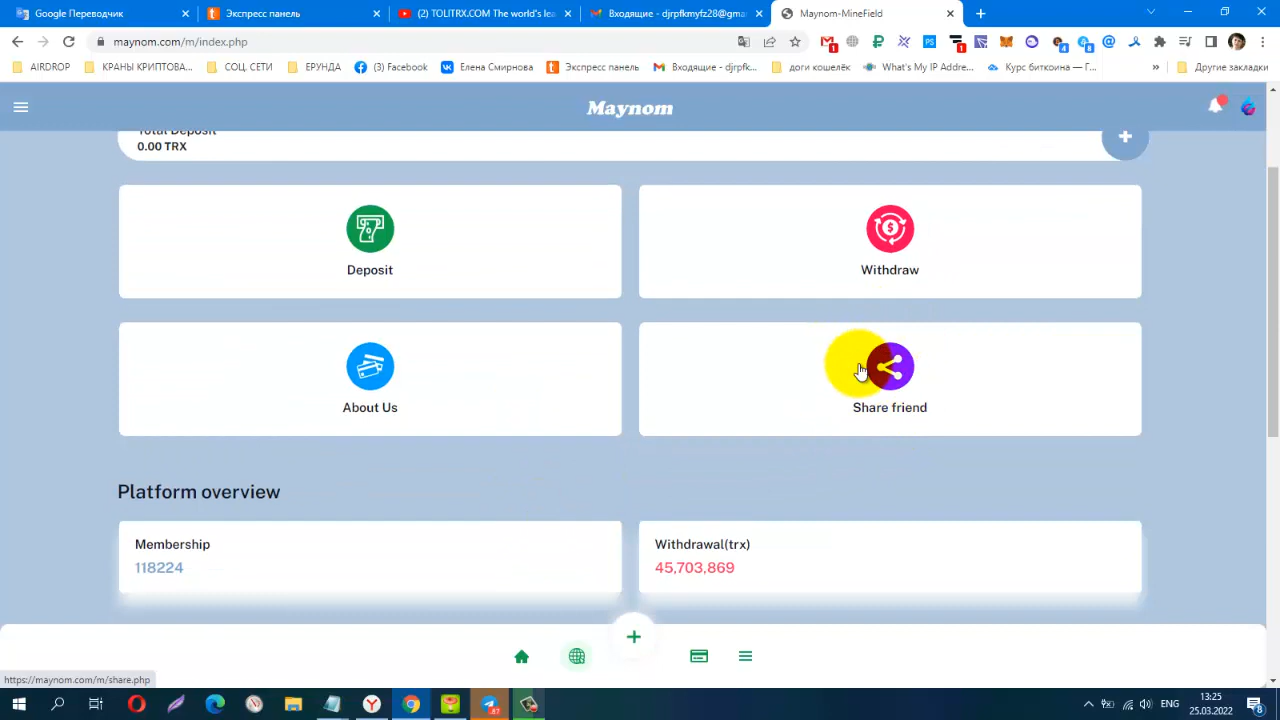 Google Переводчик
Экспресс панель
(2) TOLITRX.COM The world's lea
Входящие - djrpfkmyfz28@gma
Maynom-MineField
maynom.com/m/index.php
AIRDROP
КРАНЫ КРИПТОВА...
СОЦ. СЕТИ
ЕРУНДА
(3) Facebook
Елена Смирнова
Экспресс панель
Входящие - djrpfk...
доги кошелёк
What's My IP Addre...
Курс биткоина — Г...
»
Другие закладки
Maynom
Total Deposit
0.00 TRX
Deposit
Withdraw
About Us
Share friend
Platform overview
Membership
118224
Withdrawal(trx)
45,703,869
https://maynom.com/m/share.php
ENG
13:25
25.03.2022